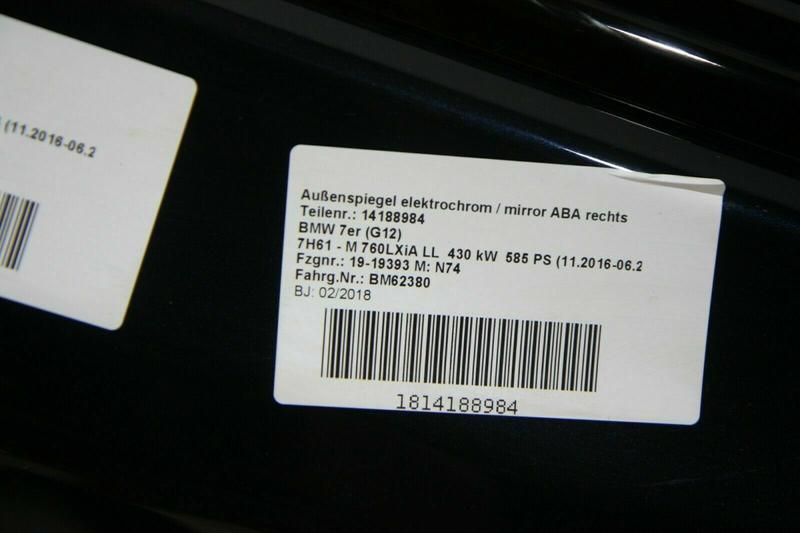 (11.2016-06.2
Außenspiegel elektrochrom / mirror ABA rechts
Teilenr.: 14188984
BMW 7er (G12)
7H61 - M 760LXiA LL 430 kW 585 PS (11.2016-06.2
Fzgnr.: 19-19393 M: N74
Fahrg.Nr.: BM62380
BJ: 02/2018
1814188984